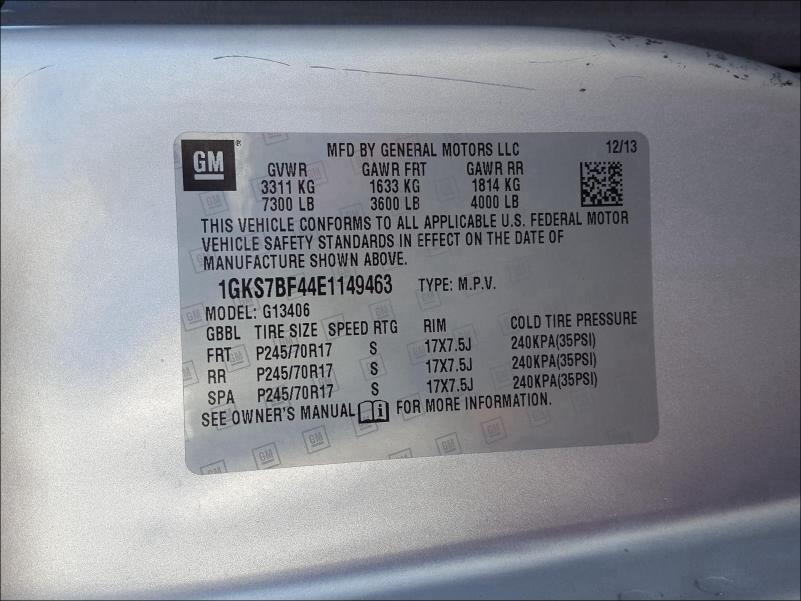 GM ® MFD BY GENERAL MOTORS LLC 12/13
GVWR GAWR FRT GAWR RR
3311 KG 1633 KG 1814 KG
7300 LB 3600 LB 4000 LB
THIS VEHICLE CONFORMS TO ALL APPLICABLE U.S. FEDERAL MOTOR
VEHICLE SAFETY STANDARDS IN EFFECT ON THE DATE OF
MANUFACTURE SHOWN ABOVE.
1GKS7BF44E1149463 TYPE: M.P.V.
MODEL: G13406
GBBL TIRE SIZE SPEED RTG RIM COLD TIRE PRESSURE
FRT P245/70R17 S 17X7.5J 240KPA(35PSI)
RR P245/70R17 S 17X7.5J 240KPA(35PSI)
SPA P245/70R17 S 17X7.5J 240KPA(35PSI)
SEE OWNER'S MANUAL FOR MORE INFORMATION.